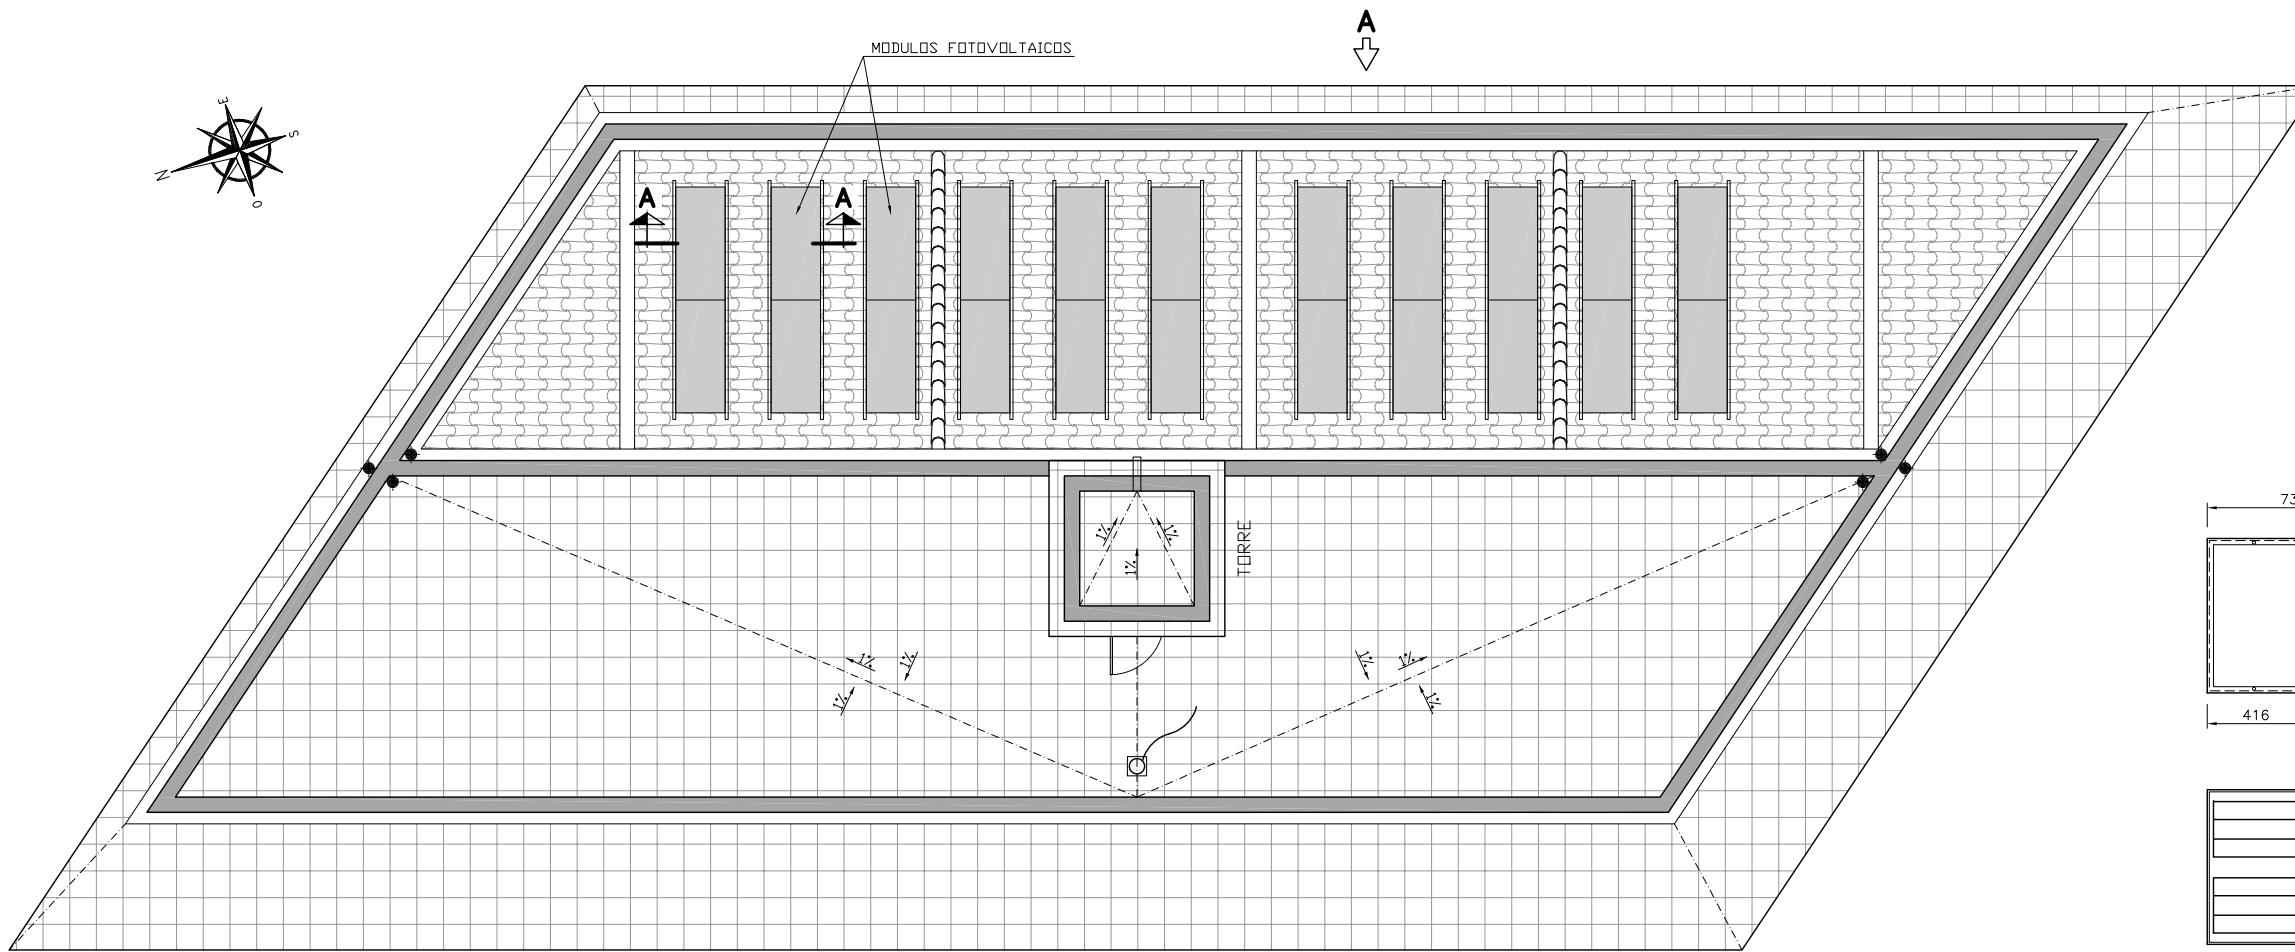 A
MODULOS FOTOVOLTAICOS
E
S
N
O
A
A
1%
1%
1%
TORRE
1%
1%
1%
1%
1%
1%
73
416